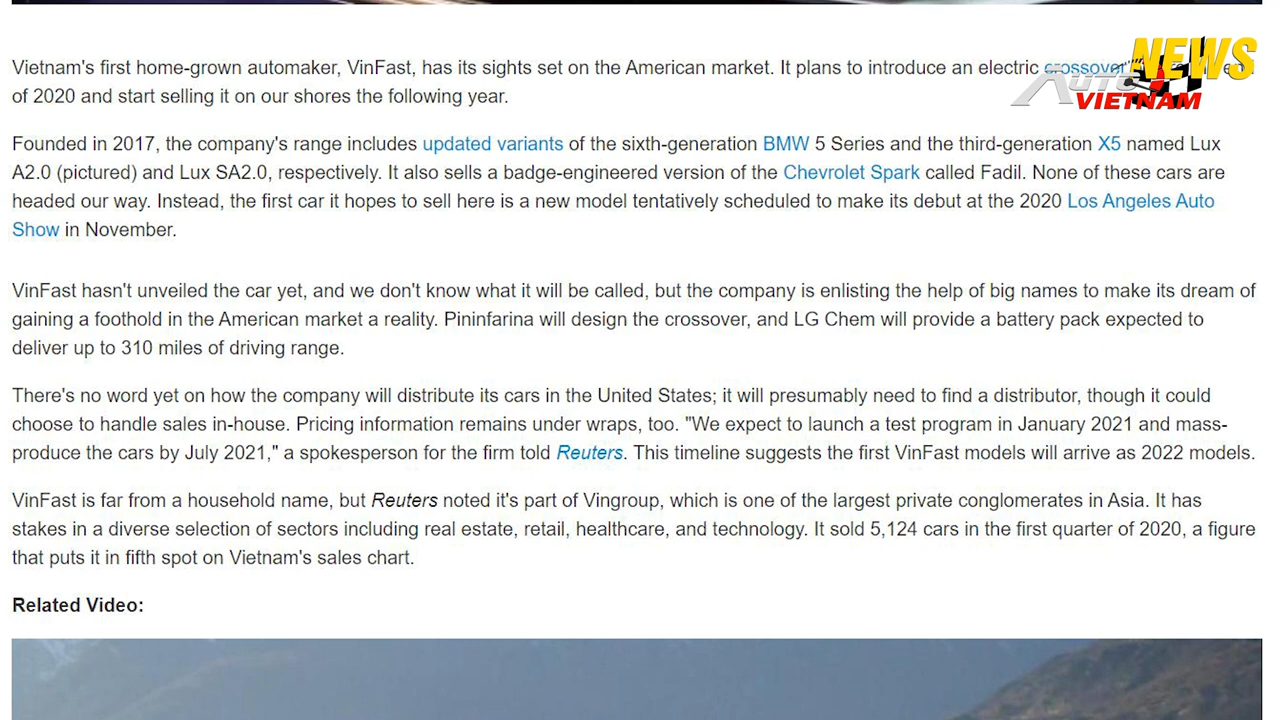 Vietnam's first home-grown automaker, VinFast, has its sights set on the American market. It plans to introduce an electric crossover
NEWS
AUTO
VIETNAM
of 2020 and start selling it on our shores the following year.
Founded in 2017, the company's range includes updated variants of the sixth-generation BMW 5 Series and the third-generation X5 named Lux
A2.0 (pictured) and Lux SA2.0, respectively. It also sells a badge-engineered version of the Chevrolet Spark called Fadil. None of these cars are
headed our way. Instead, the first car it hopes to sell here is a new model tentatively scheduled to make its debut at the 2020 Los Angeles Auto
Show in November.
VinFast hasn't unveiled the car yet, and we don't know what it will be called, but the company is enlisting the help of big names to make its dream of
gaining a foothold in the American market a reality. Pininfarina will design the crossover, and LG Chem will provide a battery pack expected to
deliver up to 310 miles of driving range.
There's no word yet on how the company will distribute its cars in the United States; it will presumably need to find a distributor, though it could
choose to handle sales in-house. Pricing information remains under wraps, too. "We expect to launch a test program in January 2021 and mass-
produce the cars by July 2021," a spokesperson for the firm told Reuters. This timeline suggests the first VinFast models will arrive as 2022 models.
VinFast is far from a household name, but Reuters noted it's part of Vingroup, which is one of the largest private conglomerates in Asia. It has
stakes in a diverse selection of sectors including real estate, retail, healthcare, and technology. It sold 5,124 cars in the first quarter of 2020, a figure
that puts it in fifth spot on Vietnam's sales chart.
Related Video: